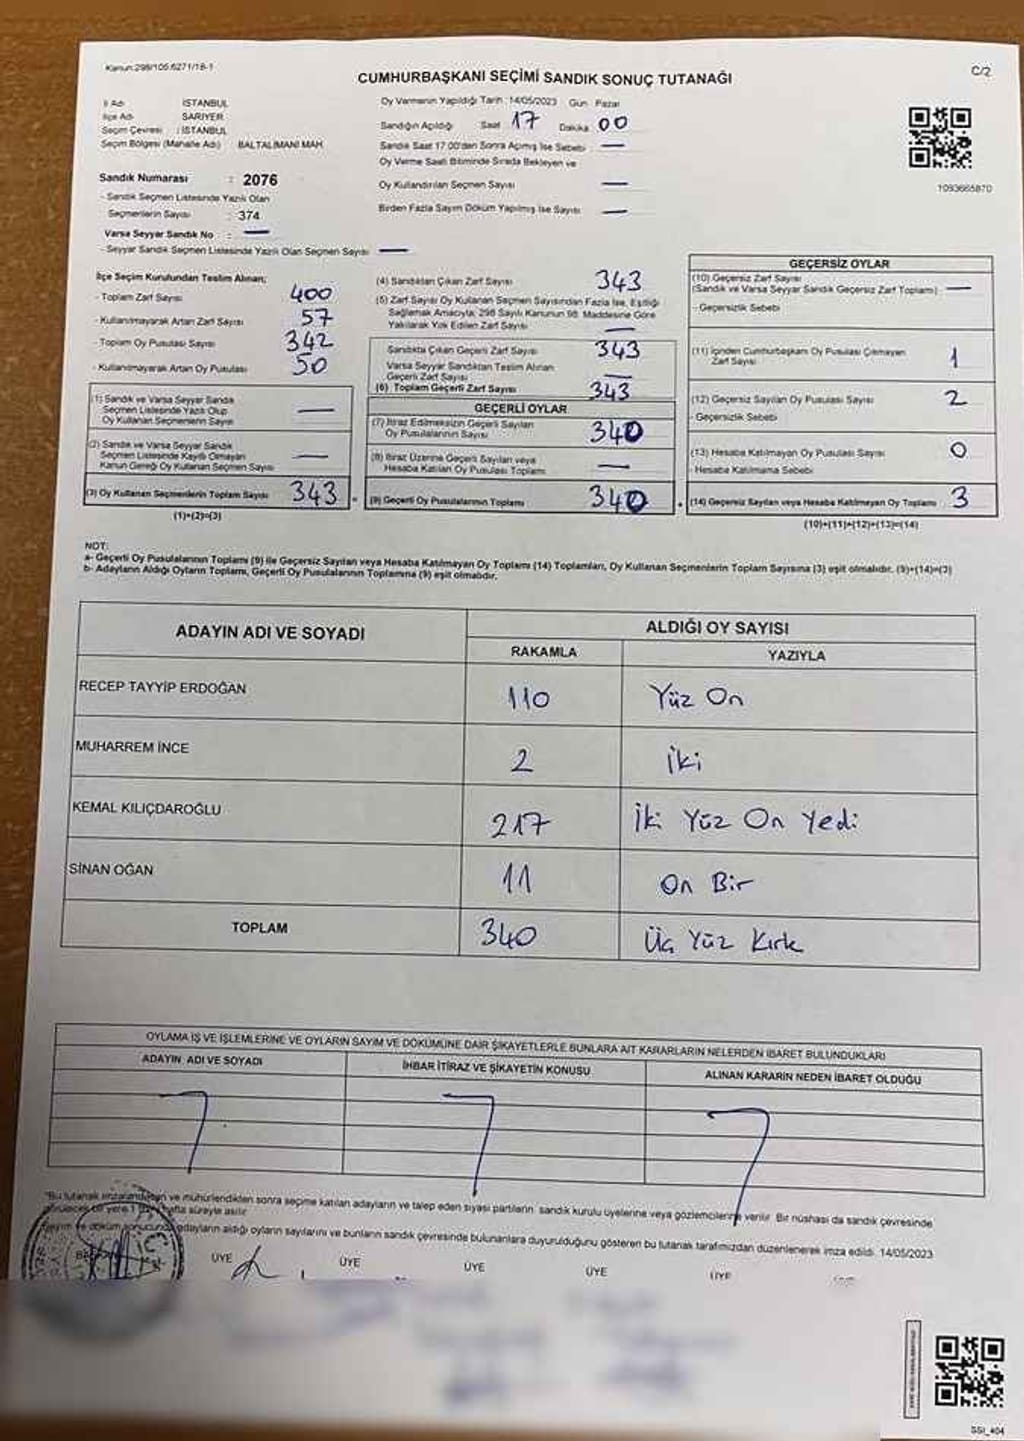 Kanun:298/105:6271/18-1
CUMHURBAŞKANI SEÇİMİ SANDIK SONUÇ TUTANAĞI
C/2
İl Adı İSTANBUL
İlçe Adı SARIYER
Seçim Çevresi : İSTANBUL
Seçim Bölgesi (Mahalle Adı) BALTALİMANI MAH.
Oy Vermenin Yapıldığı Tarih : 14/05/2023 Gün Pazar
Sandığın Açıldığı Saat 17 Dakika 00
Sandık Saat 17.00'den Sonra Açımış İse Sebebi : —
Oy Verme Saati Bitiminde Sırada Bekleyen ve
Oy Kullandırılan Seçmen Sayısı —
Birden Fazla Sayım Döküm Yapılmış İse Sayısı —
1093665870
Sandık Numarası : 2076
- Sandık Seçmen Listesinde Yazılı Olan
Seçmenlerin Sayısı : 374
Varsa Seyyar Sandık No : —
- Seyyar Sandık Seçmen Listesinde Yazılı Olan Seçmen Sayısı —
İlçe Seçim Kurulundan Teslim Alınan;
- Toplam Zarf Sayısı 400
- Kullanılmayarak Artan Zarf Sayısı 57
- Toplam Oy Pusulası Sayısı 342
- Kullanılmayarak Artan Oy Pusulası 50
(1) Sandık ve Varsa Seyyar Sandık
Seçmen Listesinde Yazılı Olup
Oy Kullanan Seçmenlerin Sayısı —
(2) Sandık ve Varsa Seyyar Sandık
Seçmen Listesinde Kayıtlı Olmayan
Kanun Gereği Oy Kullanan Seçmen Sayısı —
(3) Oy Kullanan Seçmenlerin Toplam Sayısı 343
(1)+(2)=(3)
(4) Sandıktan Çıkan Zarf Sayısı 343
(5) Zarf Sayısı Oy Kullanan Seçmen Sayısından Fazla İse, Eşitliği
Sağlamak Amacıyla; 298 Sayılı Kanunun 98. Maddesine Göre
Yakılarak Yok Edilen Zarf Sayısı —
Sandıkta Çıkan Geçerli Zarf Sayısı 343
Varsa Seyyar Sandıktan Teslim Alınan
Geçerli Zarf Sayısı —
(6) Toplam Geçerli Zarf Sayısı 343
GEÇERLİ OYLAR
(7) İtiraz Edilmeksizin Geçerli Sayılan
Oy Pusulalarının Sayısı 340
(8) İtiraz Üzerine Geçerli Sayılan veya
Hesaba Katılan Oy Pusulası Toplamı —
(9) Geçerli Oy Pusulalarının Toplamı 340
GEÇERSİZ OYLAR
(10) Geçersiz Zarf Sayısı
(Sandık ve Varsa Seyyar Sandık Geçersiz Zarf Toplamı) —
- Geçersizlik Sebebi
(11) İçinden Cumhurbaşkanı Oy Pusulası Çıkmayan
Zarf Sayısı 1
(12) Geçersiz Sayılan Oy Pusulası Sayısı 2
- Geçersizlik Sebebi
(13) Hesaba Katılmayan Oy Pusulası Sayısı 0
- Hesaba Katılmama Sebebi
(14) Geçersiz Sayılan veya Hesaba Katılmayan Oy Toplamı 3
(10)+(11)+(12)+(13)=(14)
NOT:
a- Geçerli Oy Pusulalarının Toplamı (9) ile Geçersiz Sayılan veya Hesaba Katılmayan Oy Toplamı (14) Toplamları, Oy Kullanan Seçmenlerin Toplam Sayısına (3) eşit olmalıdır. (9)+(14)=(3)
b- Adayların Aldığı Oyların Toplamı, Geçerli Oy Pusulalarının Toplamına (9) eşit olmalıdır.
ADAYIN ADI VE SOYADI
ALDIĞI OY SAYISI
RAKAMLA YAZIYLA
RECEP TAYYİP ERDOĞAN 110 Yüz On
MUHARREM İNCE 2 İki
KEMAL KILIÇDAROĞLU 217 İki Yüz On Yedi
SİNAN OĞAN 11 On Bir
TOPLAM 340 Üç Yüz Kırk
OYLAMA İŞ VE İŞLEMLERİNE VE OYLARIN SAYIM VE DÖKÜMÜNE DAİR ŞİKAYETLERLE BUNLARA AİT KARARLARIN NELERDEN İBARET BULUNDUKLARI
ADAYIN ADI VE SOYADI
İHBAR İTİRAZ VE ŞİKAYETİN KONUSU
ALINAN KARARIN NEDEN İBARET OLDUĞU
"Bu tutanak ve mühürlendikten sonra seçime katılan adayların ve talep eden siyasi partilerin sandık kurulu üyelerine veya gözlemcilerine verilir. Bir nüshası da sandık çevresinde
görülecek bir yere 1 hafta süreyle asılır
Sayım ve döküm sonucunda adayların aldığı oyların sayılarını ve bunların sandık çevresinde bulunanlara duyurulduğunu gösteren bu tutanak tarafımızdan düzenlenerek imza edildi. 14/05/2023
ÜYE ÜYE ÜYE ÜYE ÜYE
SSI_404